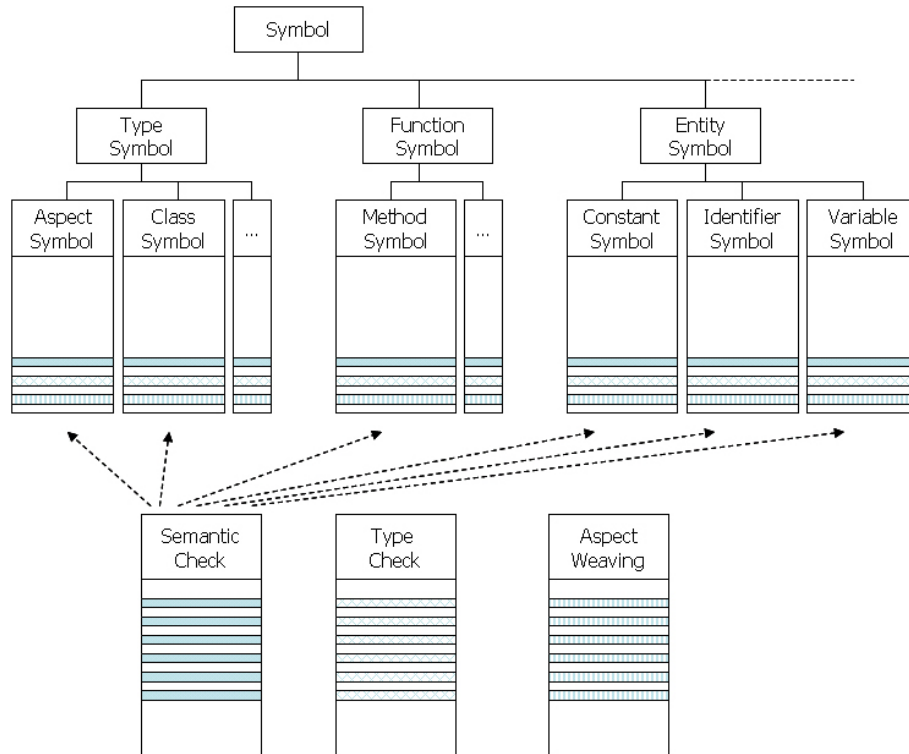 Symbol
Type
Symbol
Function
Symbol
Entity
Symbol
Aspect
Symbol
Class
Symbol
...
Method
Symbol
...
Constant
Symbol
Identifier
Symbol
Variable
Symbol
Semantic
Check
Type
Check
Aspect
Weaving